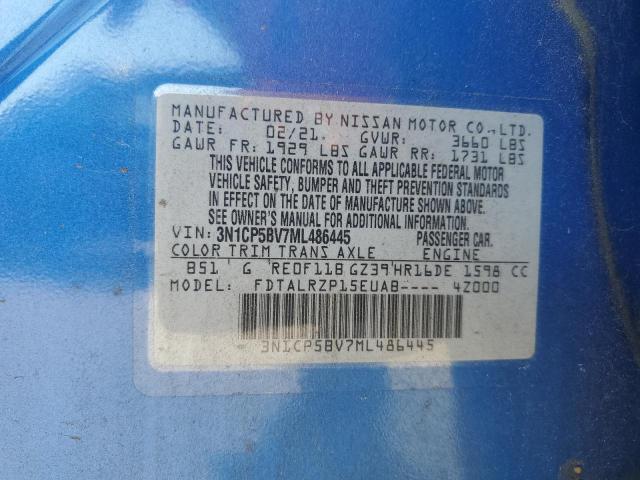 MANUFACTURED BY NISSAN MOTOR CO., LTD.
DATE: 02/21. GVWR: 3660 LBS
GAWR FR: 1929 LBS GAWR RR: 1731 LBS
THIS VEHICLE CONFORMS TO ALL APPLICABLE FEDERAL MOTOR
VEHICLE SAFETY, BUMPER AND THEFT PREVENTION STANDARDS
IN EFFECT ON THE DATE OF MANUFACTURE SHOWN ABOVE.
SEE OWNER'S MANUAL FOR ADDITIONAL INFORMATION.
VIN: 3N1CP5BV7ML486445 PASSENGER CAR.
COLOR TRIM TRANS AXLE ENGINE
B51 G RE0F11B GZ39 HR16DE 1598 CC
MODEL: FDTALRZP15EUAB---- 4Z000
3N1CP5BV7ML486445